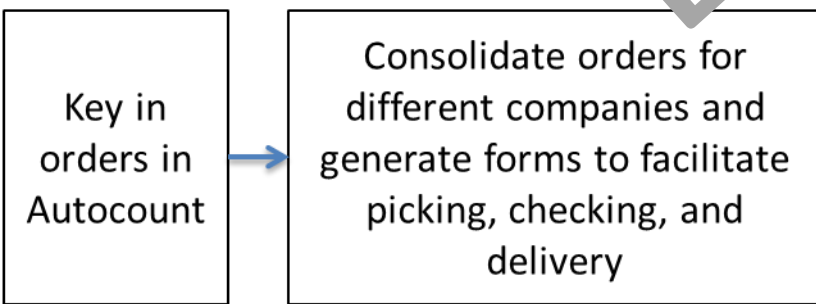 Key in
orders in
Autocount
Consolidate orders for
different companies and
generate forms to facilitate
picking, checking, and
delivery